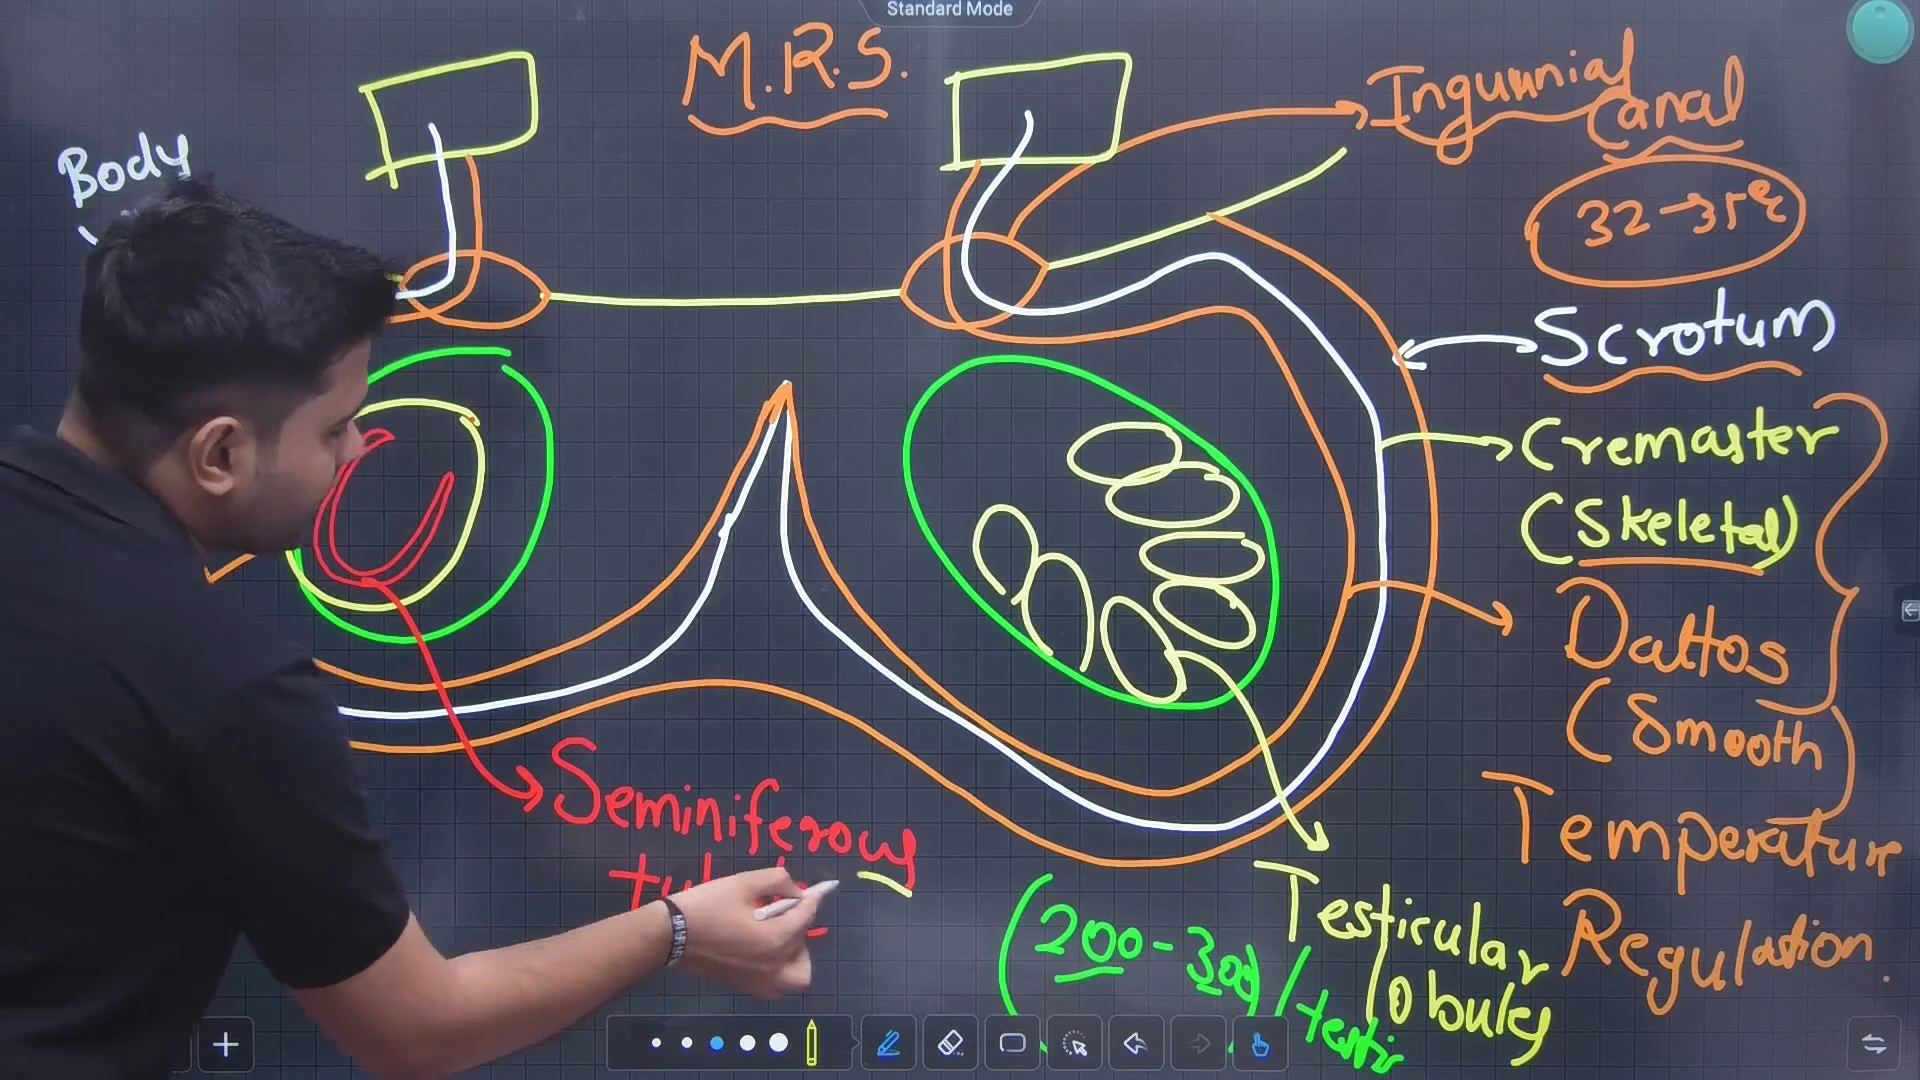 Standard Mode
M.R.S.
Body
Ingunnial
Canal
32→35°C
Scrotum
Cremaster
(Skeletal)
Dartos
(Smooth
Temperature
Regulation.
Seminiferous
Testicular
lobules
(200-300)/testis